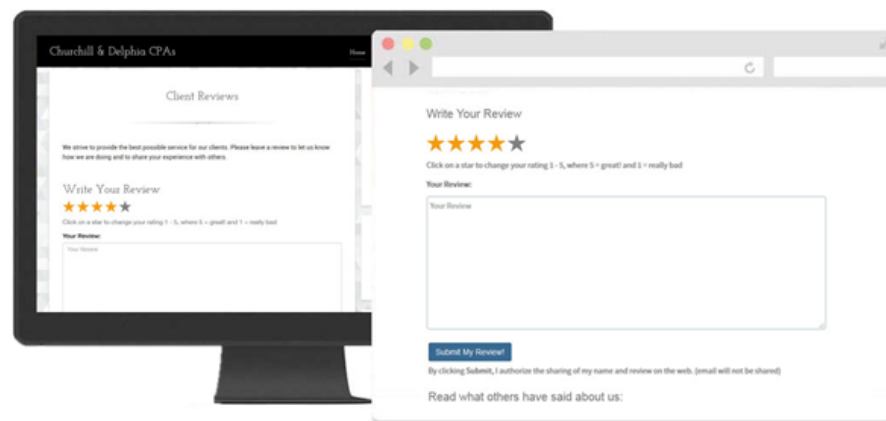 Churchill & Delphia CPAs
Home
Client Reviews
We strive to provide the best possible service for our clients. Please leave a review to let us know
how we are doing and to share your experience with others.
Write Your Review
Click on a star to change your rating 1 - 5, where 5 = great! and 1 = really bad
Your Review:
Your Review
Write Your Review
Click on a star to change your rating 1 - 5, where 5 = great! and 1 = really bad
Your Review:
Your Review
Submit My Review!
By clicking Submit, I authorize the sharing of my name and review on the web. (email will not be shared)
Read what others have said about us: